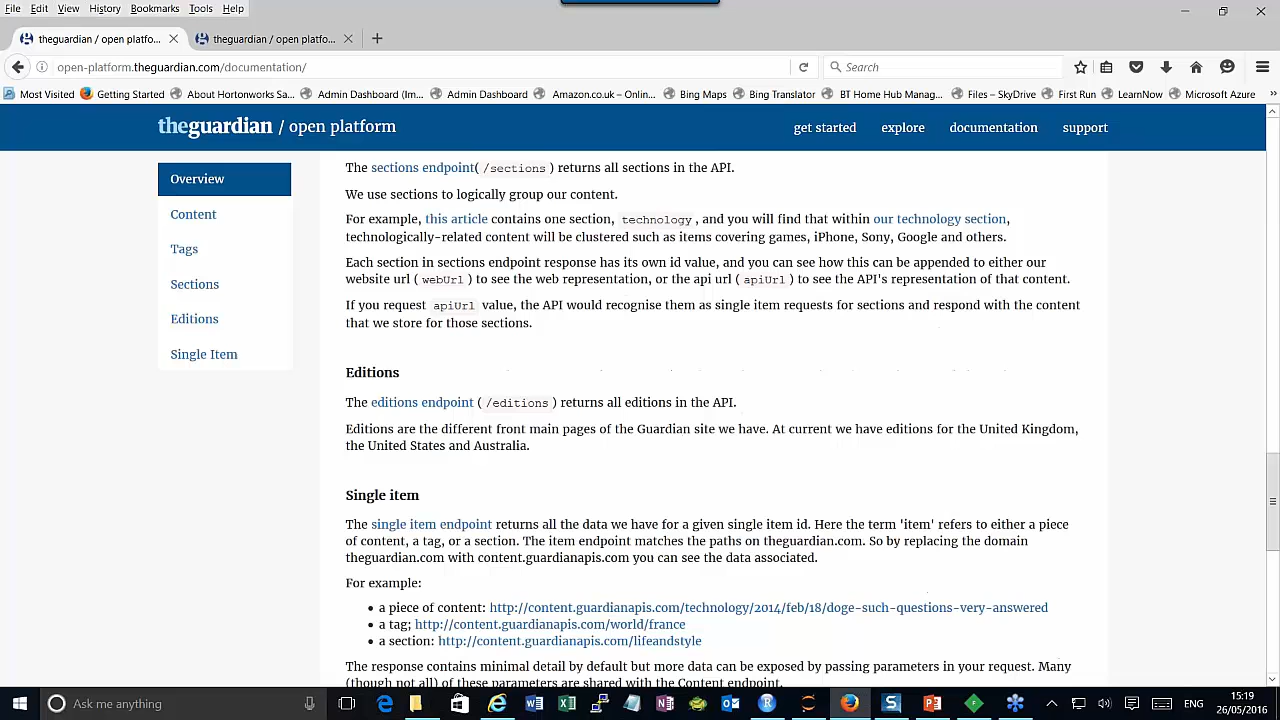 File Edit View History Bookmarks Tools Help
theguardian / open platfo... × theguardian / open platfo... × +
open-platform.theguardian.com/documentation/ Search
Most Visited Getting Started About Hortonworks Sa... Admin Dashboard (Im... Admin Dashboard Amazon.co.uk – Onlin... Bing Maps Bing Translator BT Home Hub Manag... Files – SkyDrive First Run LearnNow Microsoft Azure »
theguardian / open platform get started explore documentation support
Overview
Content
Tags
Sections
Editions
Single Item
The sections endpoint( /sections ) returns all sections in the API.
We use sections to logically group our content.
For example, this article contains one section, technology, and you will find that within our technology section,
technologically-related content will be clustered such as items covering games, iPhone, Sony, Google and others.
Each section in sections endpoint response has its own id value, and you can see how this can be appended to either our
website url ( webUrl ) to see the web representation, or the api url ( apiUrl ) to see the API's representation of that content.
If you request apiUrl value, the API would recognise them as single item requests for sections and respond with the content
that we store for those sections.
Editions
The editions endpoint ( /editions ) returns all editions in the API.
Editions are the different front main pages of the Guardian site we have. At current we have editions for the United Kingdom,
the United States and Australia.
Single item
The single item endpoint returns all the data we have for a given single item id. Here the term 'item' refers to either a piece
of content, a tag, or a section. The item endpoint matches the paths on theguardian.com. So by replacing the domain
theguardian.com with content.guardianapis.com you can see the data associated.
For example:
• a piece of content: http://content.guardianapis.com/technology/2014/feb/18/doge-such-questions-very-answered
• a tag; http://content.guardianapis.com/world/france
• a section: http://content.guardianapis.com/lifeandstyle
The response contains minimal detail by default but more data can be exposed by passing parameters in your request. Many
(though not all) of these parameters are shared with the Content endpoint.
Ask me anything ENG 15:19
26/05/2016